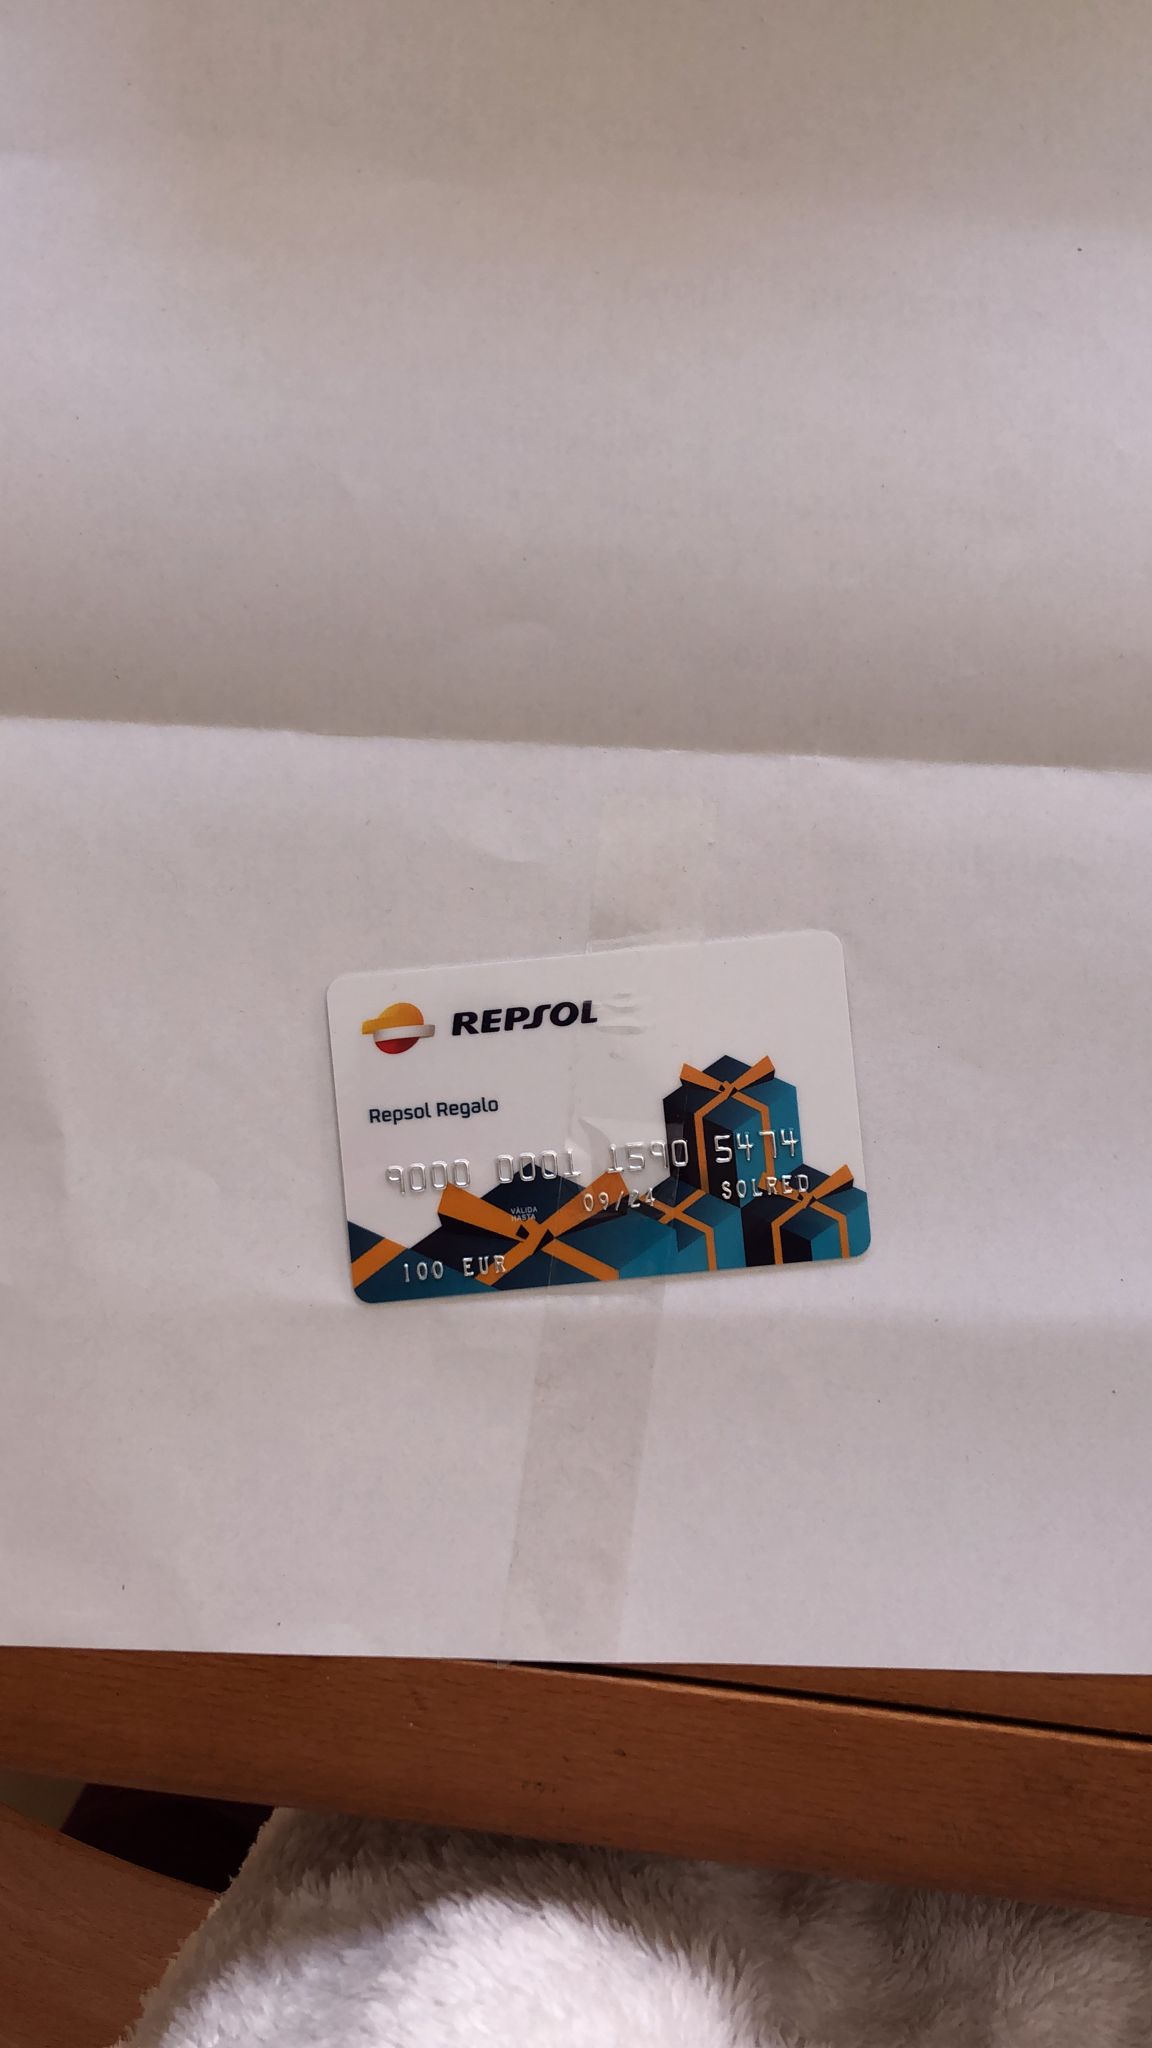 REPSOL
Repsol Regalo
9000 0001 1590 5474
VÁLIDA
HASTA
09/24
SOLRED
100 EUR